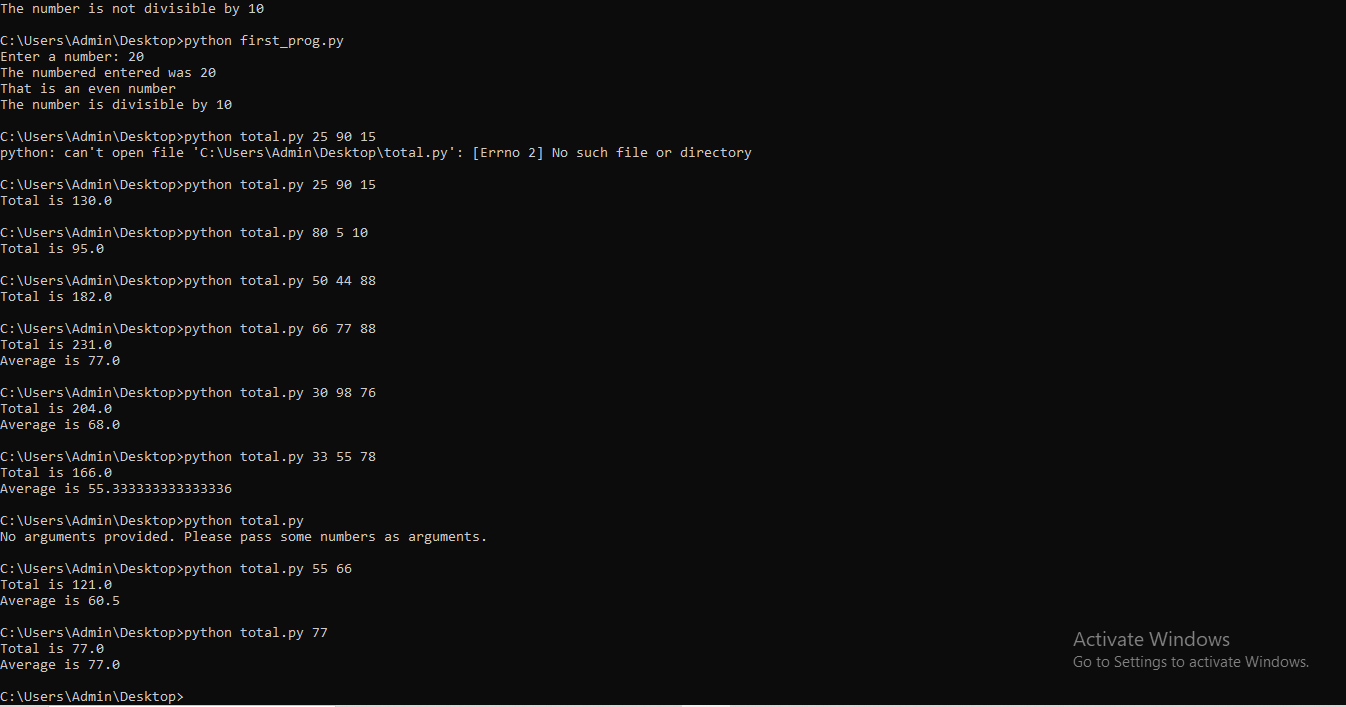 The number is not divisible by 10
C:\Users\Admin\Desktop>python first_prog.py
Enter a number: 20
The numbered entered was 20
That is an even number
The number is divisible by 10
C:\Users\Admin\Desktop>python total.py 25 90 15
python: can't open file 'C:\Users\Admin\Desktop\total.py': [Errno 2] No such file or directory
C:\Users\Admin\Desktop>python total.py 25 90 15
Total is 130.0
C:\Users\Admin\Desktop>python total.py 80 5 10
Total is 95.0
C:\Users\Admin\Desktop>python total.py 50 44 88
Total is 182.0
C:\Users\Admin\Desktop>python total.py 66 77 88
Total is 231.0
Average is 77.0
C:\Users\Admin\Desktop>python total.py 30 98 76
Total is 204.0
Average is 68.0
C:\Users\Admin\Desktop>python total.py 33 55 78
Total is 166.0
Average is 55.333333333333336
C:\Users\Admin\Desktop>python total.py
No arguments provided. Please pass some numbers as arguments.
C:\Users\Admin\Desktop>python total.py 55 66
Total is 121.0
Average is 60.5
C:\Users\Admin\Desktop>python total.py 77
Total is 77.0
Average is 77.0
C:\Users\Admin\Desktop>
Activate Windows
Go to Settings to activate Windows.